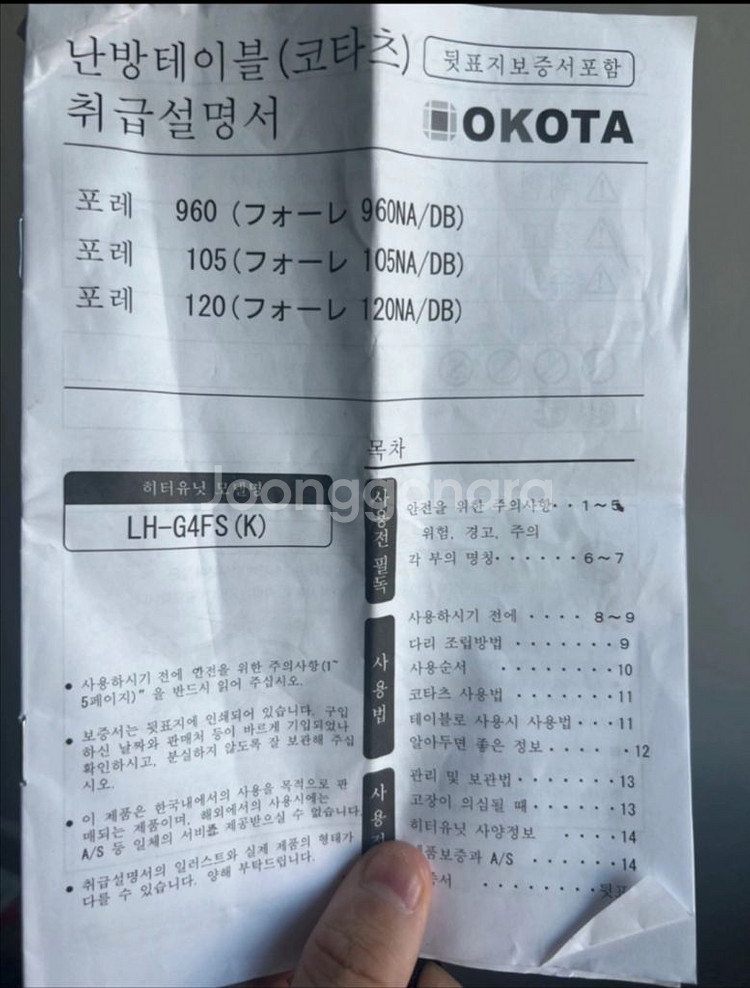 난방테이블(코타츠) 뒷표지보증서포함
취급설명서
OKOTA
포레 960 (フォーレ 960NA/DB)
포레 105(フォーレ 105NA/DB)
포레 120(フォーレ 120NA/DB)
히터유닛 모델명
LH-G4FS(K)
• 사용하시기 전에 안전을 위한 주의사항(1~
5페이지)"을 반드시 읽어 주십시오.
• 보증서는 뒷표지에 인쇄되어 있습니다. 구입
하신 날짜와 판매처 등이 바르게 기입되었나
확인하시고, 분실하지 않도록 잘 보관해 주십
시오.
• 이 제품은 한국내에서의 사용을 목적으로 판
매되는 제품이며, 해외에서의 사용시에는
A/S 등 일체의 서비스를 제공받으실 수 없습니다.
• 취급설명서의 일러스트와 실제 제품의 형태가
다를 수 있습니다. 양해 부탁드립니다.
목차
사용전 필독
안전을 위한 주의사항・・1~5
위험, 경고, 주의
각 부의 명칭・・・・・・6~7
사용법
사용하시기 전에 ・・・・8~9
다리 조립방법 ・・・・・・・9
사용순서 ・・・・・・・・10
코타츠 사용법 ・・・・・・・11
테이블로 사용시 사용법・・・11
알아두면 좋은 정보・・・・・12
사용
관리 및 보관법・・・・・・・13
고장이 의심될 때・・・・・・13
히터유닛 사양정보 ・・・・14
품보증과 A/S ・・・・・・・14
증서 ・・・・・・・・뒷표
Joonggonara